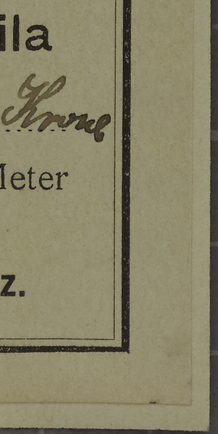 ila
Krone
Meter
z.